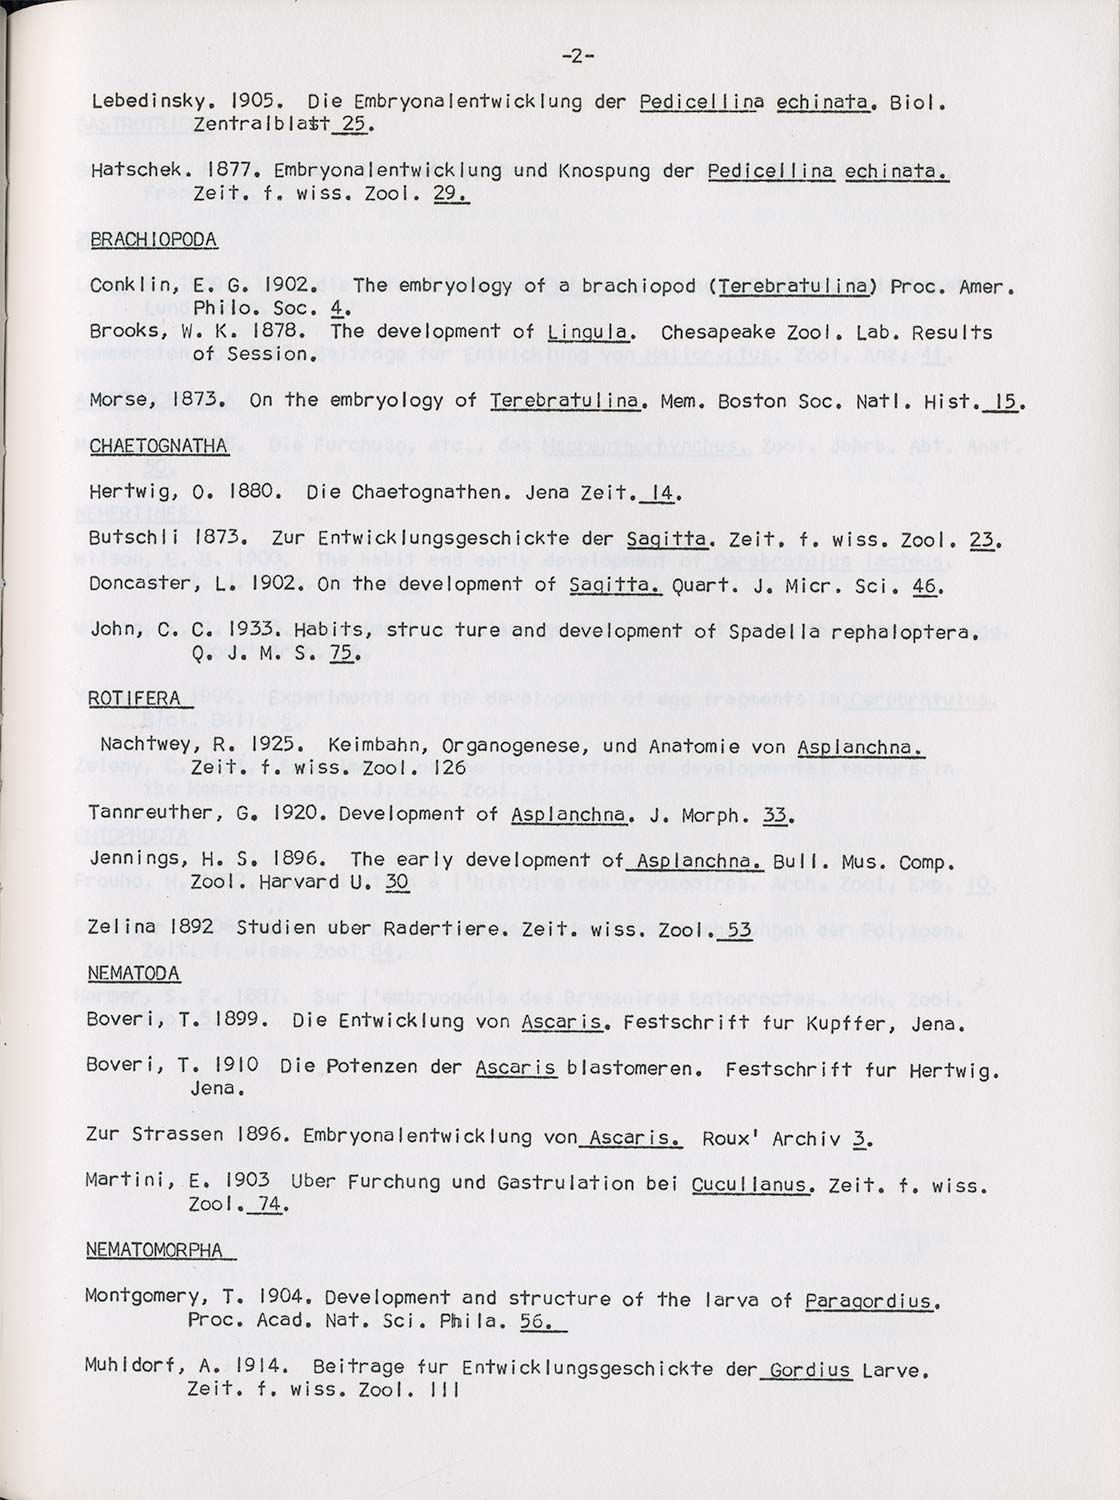 -2-
Lebedinsky. 1905. Die Embryonalentwicklung der Pedicellina echinata. Biol.
Zentralblatt 25.
Hatschek. 1877. Embryonalentwicklung und Knospung der Pedicellina echinata.
Zeit. f. wiss. Zool. 29.
BRACHIOPODA
Conklin, E. G. 1902. The embryology of a brachiopod (Terebratulina) Proc. Amer.
Philo. Soc. 4.
Brooks, W. K. 1878. The development of Lingula. Chesapeake Zool. Lab. Results
of Session.
Morse, 1873. On the embryology of Terebratulina. Mem. Boston Soc. Natl. Hist. 15.
CHAETOGNATHA
Hertwig, O. 1880. Die Chaetognathen. Jena Zeit. 14.
Butschli 1873. Zur Entwicklungsgeschickte der Sagitta. Zeit. f. wiss. Zool. 23.
Doncaster, L. 1902. On the development of Sagitta. Quart. J. Micr. Sci. 46.
John, C. C. 1933. Habits, struc ture and development of Spadella rephaloptera.
Q. J. M. S. 75.
ROTIFERA
Nachtwey, R. 1925. Keimbahn, Organogenese, und Anatomie von Asplanchna.
Zeit. f. wiss. Zool. 126
Tannreuther, G. 1920. Development of Asplanchna. J. Morph. 33.
Jennings, H. S. 1896. The early development of Asplanchna. Bull. Mus. Comp.
Zool. Harvard U. 30
Zelina 1892 Studien uber Radertiere. Zeit. wiss. Zool. 53
NEMATODA
Boveri, T. 1899. Die Entwicklung von Ascaris. Festschrift fur Kupffer, Jena.
Boveri, T. 1910 Die Potenzen der Ascaris blastomeren. Festschrift fur Hertwig.
Jena.
Zur Strassen 1896. Embryonalentwicklung von Ascaris. Roux' Archiv 3.
Martini, E. 1903 Uber Furchung und Gastrulation bei Cucullanus. Zeit. f. wiss.
Zool. 74.
NEMATOMORPHA
Montgomery, T. 1904. Development and structure of the larva of Paragordius.
Proc. Acad. Nat. Sci. Phila. 56.
Muhldorf, A. 1914. Beitrage fur Entwicklungsgeschickte der Gordius Larve.
Zeit. f. wiss. Zool. 111